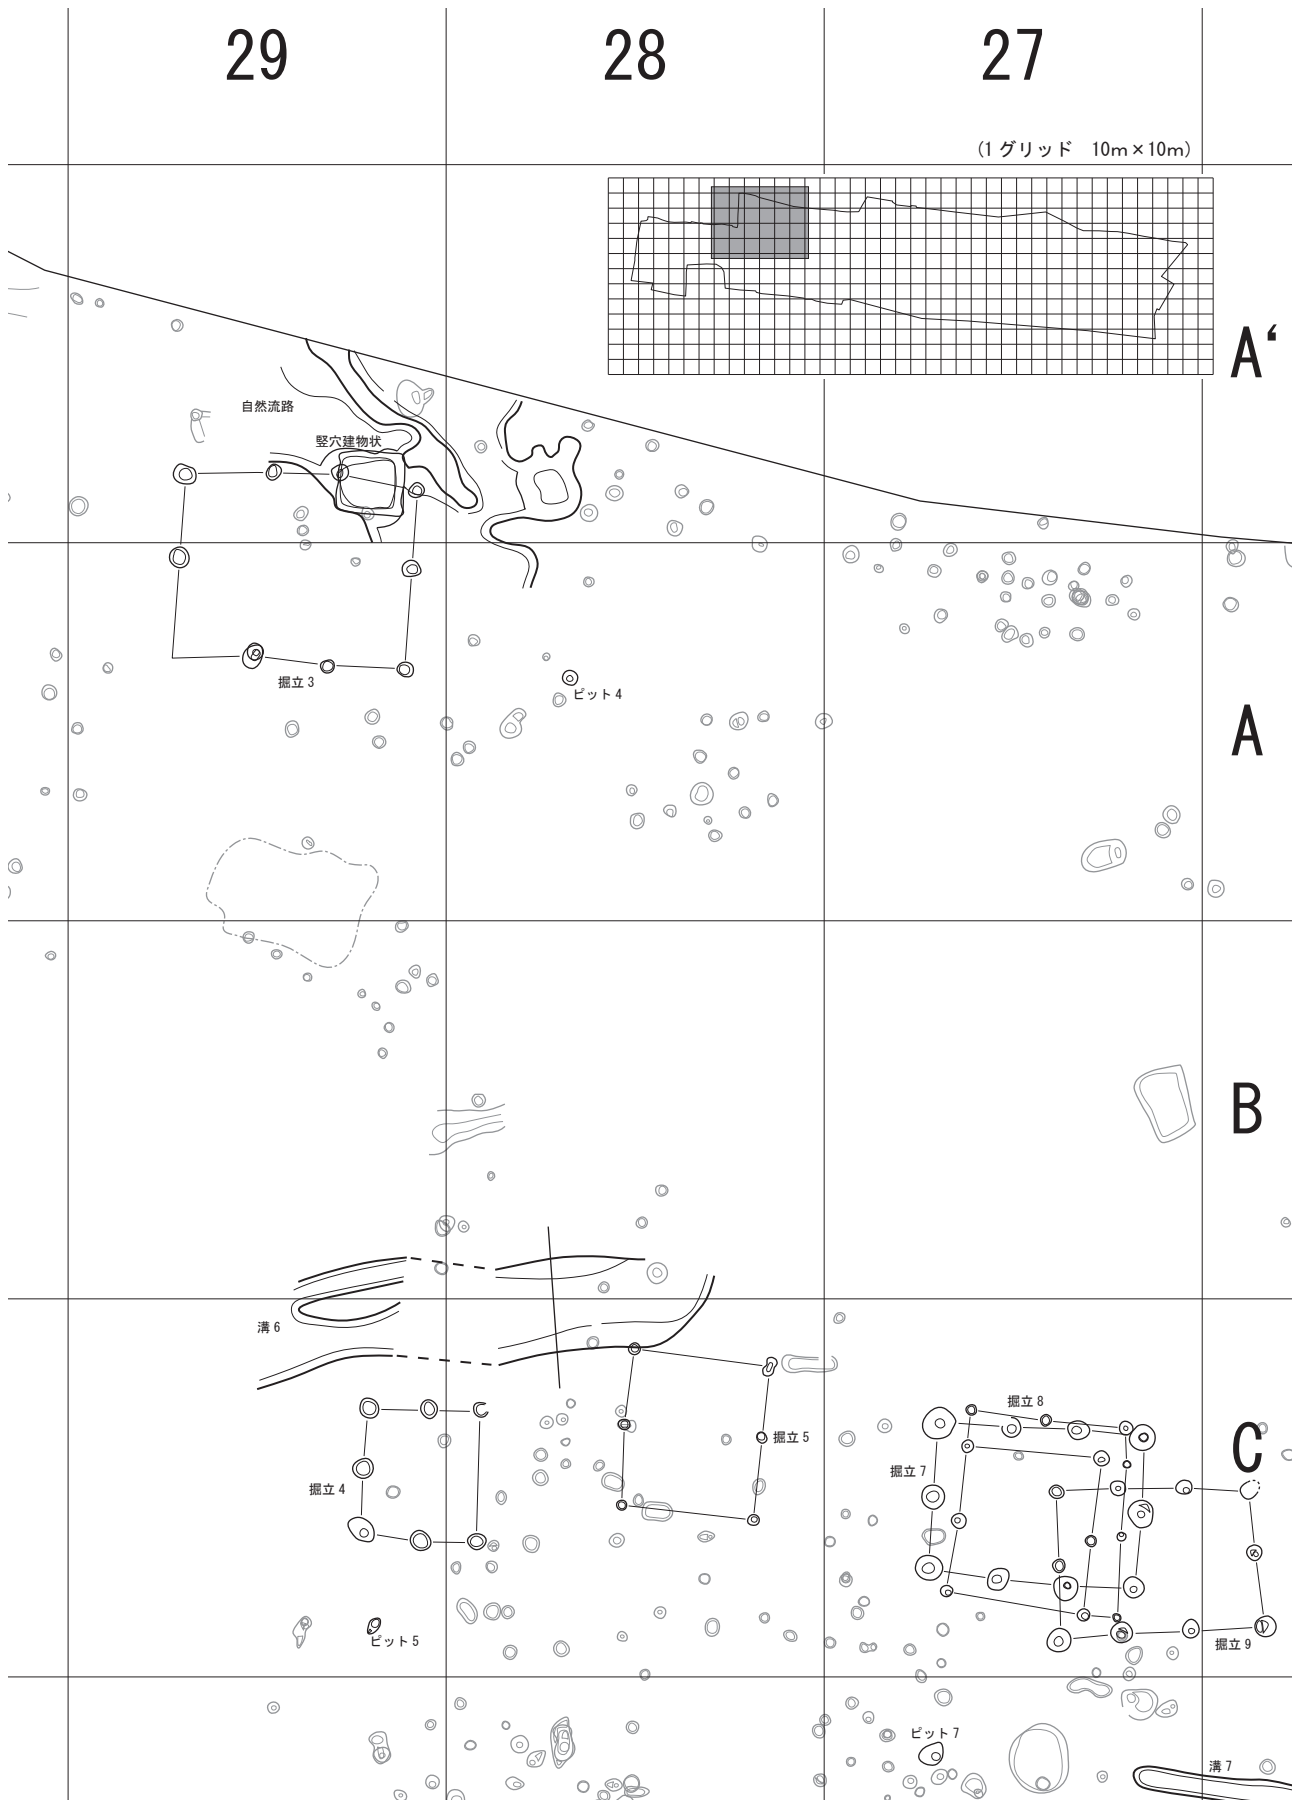 29
28
27
(1 グリッド　10m×10m)
A‘
自然流路
竪穴建物状
掘立 3
ピット 4
A
B
溝 6
掘立 8
掘立 5
C
掘立 7
掘立 4
ピット 5
掘立 9
ピット 7
溝 7